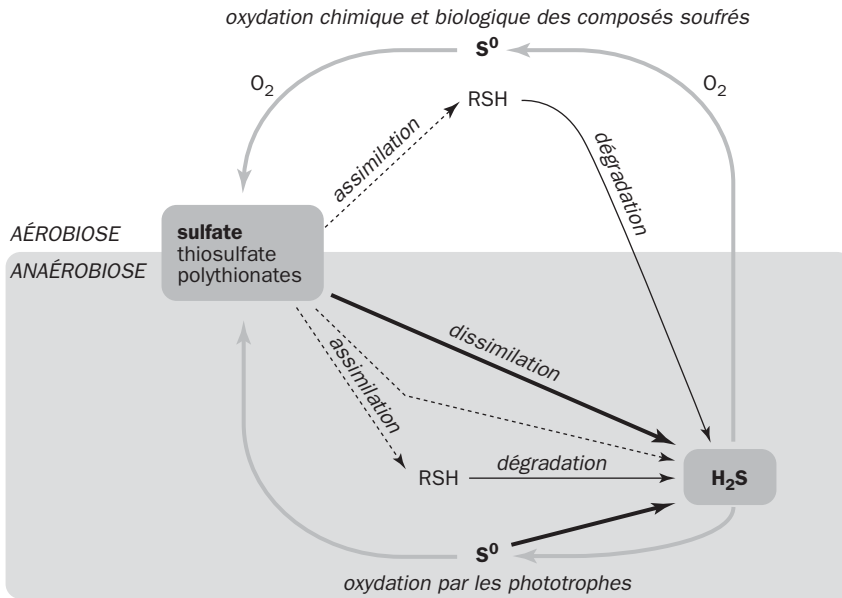 oxydation chimique et biologique des composés soufrés
S⁰
O₂
O₂
RSH
assimilation
dégradation
AÉROBIOSE
sulfate
thiosulfate
polythionates
ANAÉROBIOSE
dissimilation
assimilation
RSH
dégradation
H₂S
S⁰
oxydation par les phototrophes